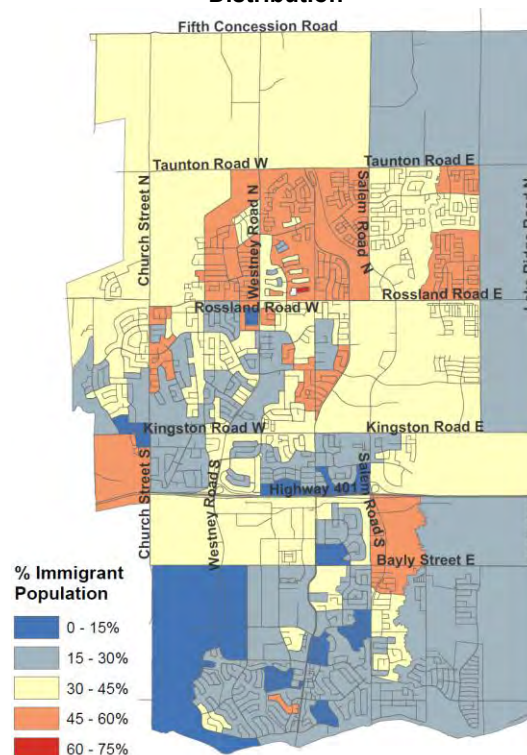 Distribution
Fifth Concession Road
Taunton Road W
Taunton Road E
Church Street N
Westney Road N
Salem Road N
Rossland Road W
Rossland Road E
Kingston Road W
Kingston Road E
Highway 401
Church Street S
Westney Road S
Salem Road S
Bayly Street E
% Immigrant
Population
0 - 15%
15 - 30%
30 - 45%
45 - 60%
60 - 75%